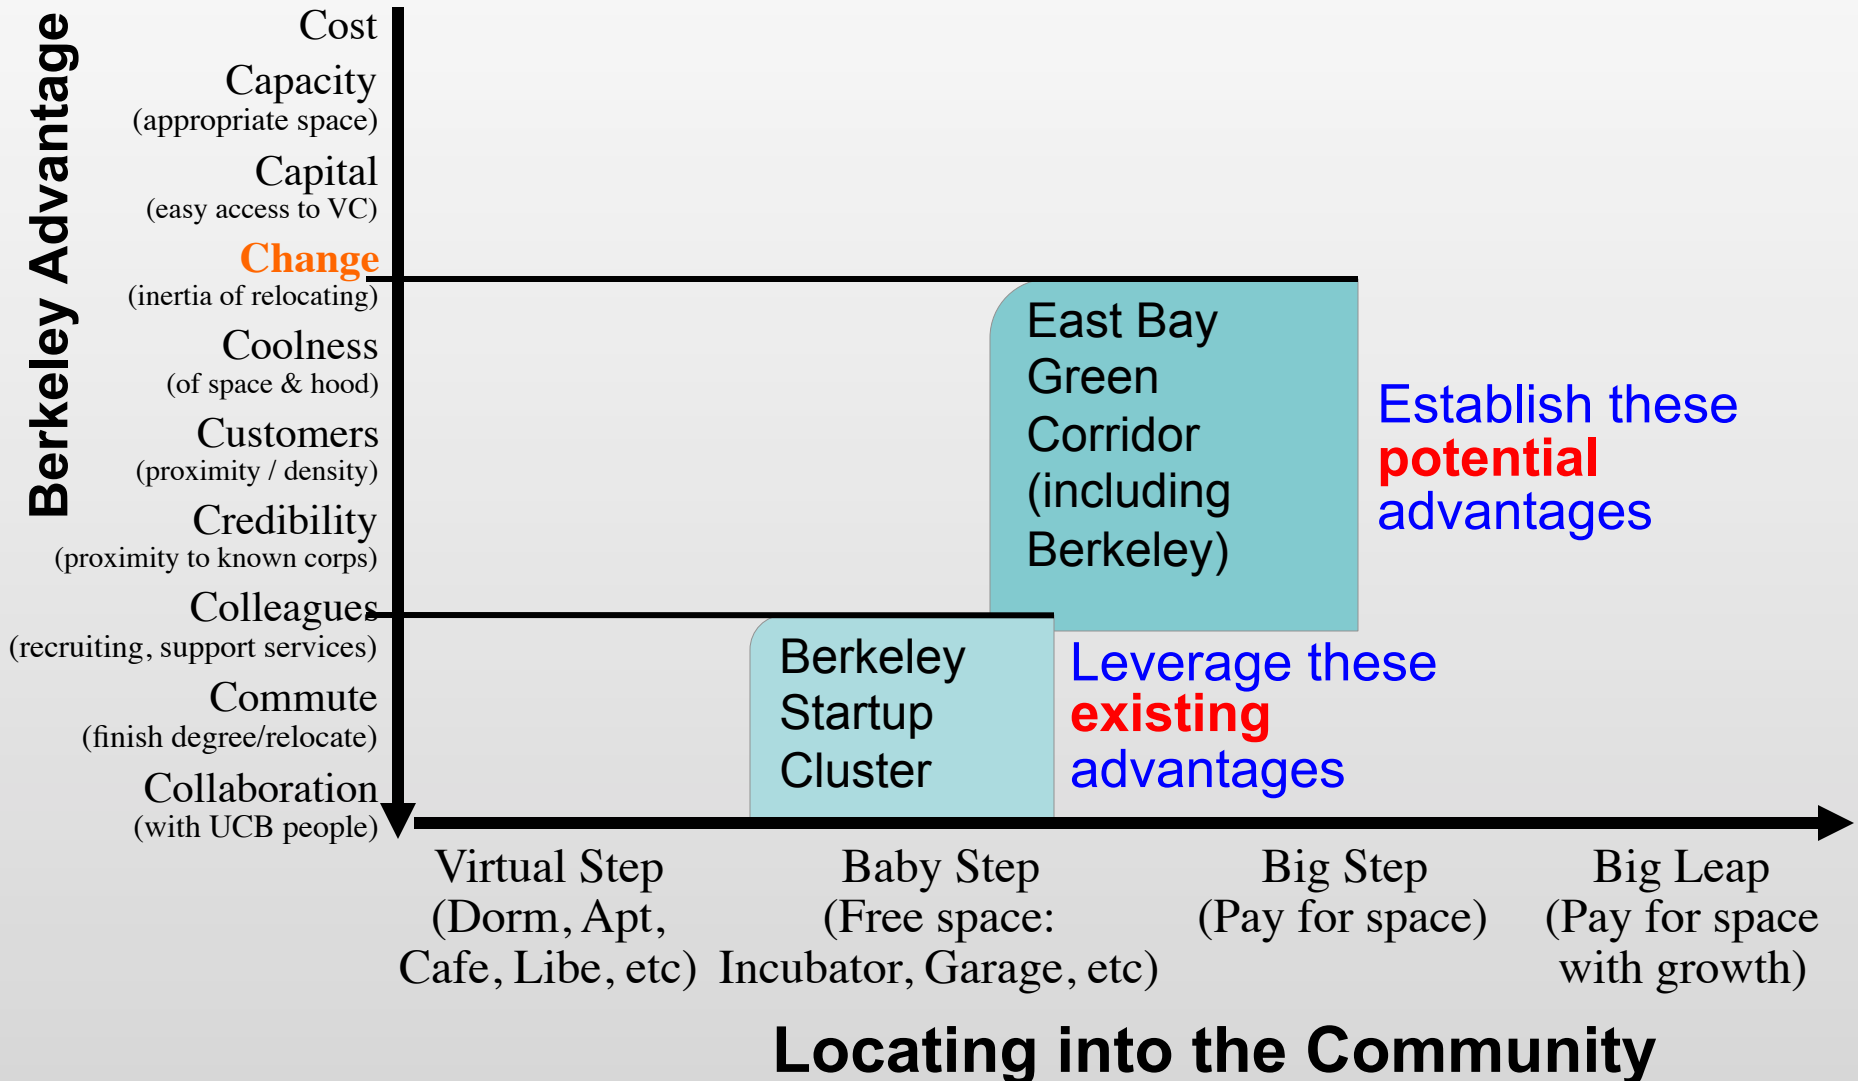 Berkeley Advantage
Cost
Capacity
(appropriate space)
Capital
(easy access to VC)
Change
(inertia of relocating)
Coolness
(of space & hood)
Customers
(proximity / density)
Credibility
(proximity to known corps)
Colleagues
(recruiting, support services)
Commute
(finish degree/relocate)
Collaboration
(with UCB people)
East Bay
Green
Corridor
(including
Berkeley)
Establish these
potential
advantages
Berkeley
Startup
Cluster
Leverage these
existing
advantages
Virtual Step
(Dorm, Apt,
Cafe, Libe, etc)
Baby Step
(Free space:
Incubator, Garage, etc)
Big Step
(Pay for space)
Big Leap
(Pay for space
with growth)
Locating into the Community